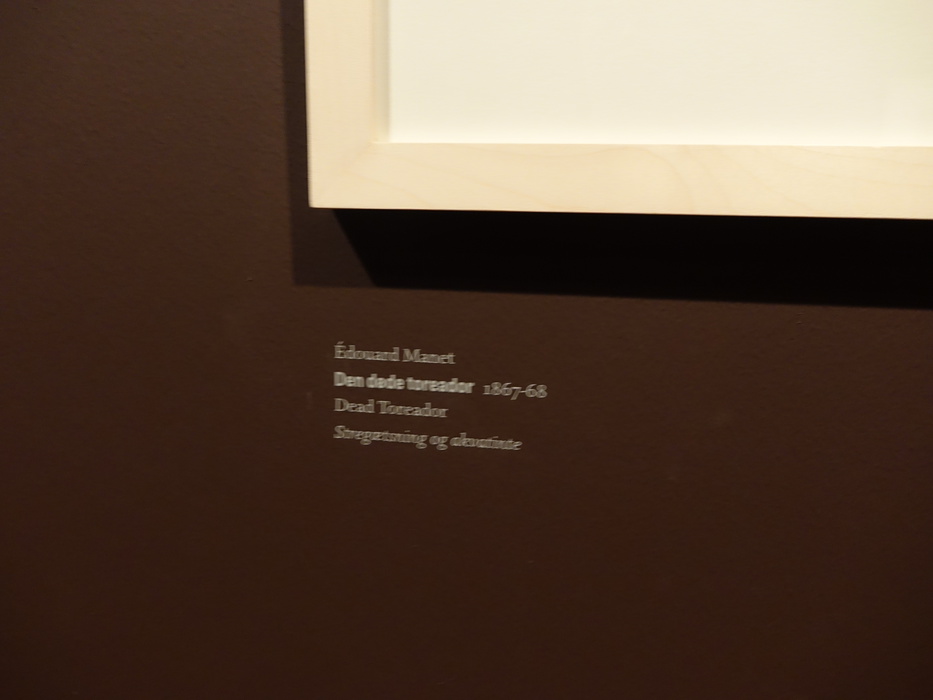 Édouard Manet
Den døde toreador 1867-68
Dead Toreador
Stregætsning og akvatinte